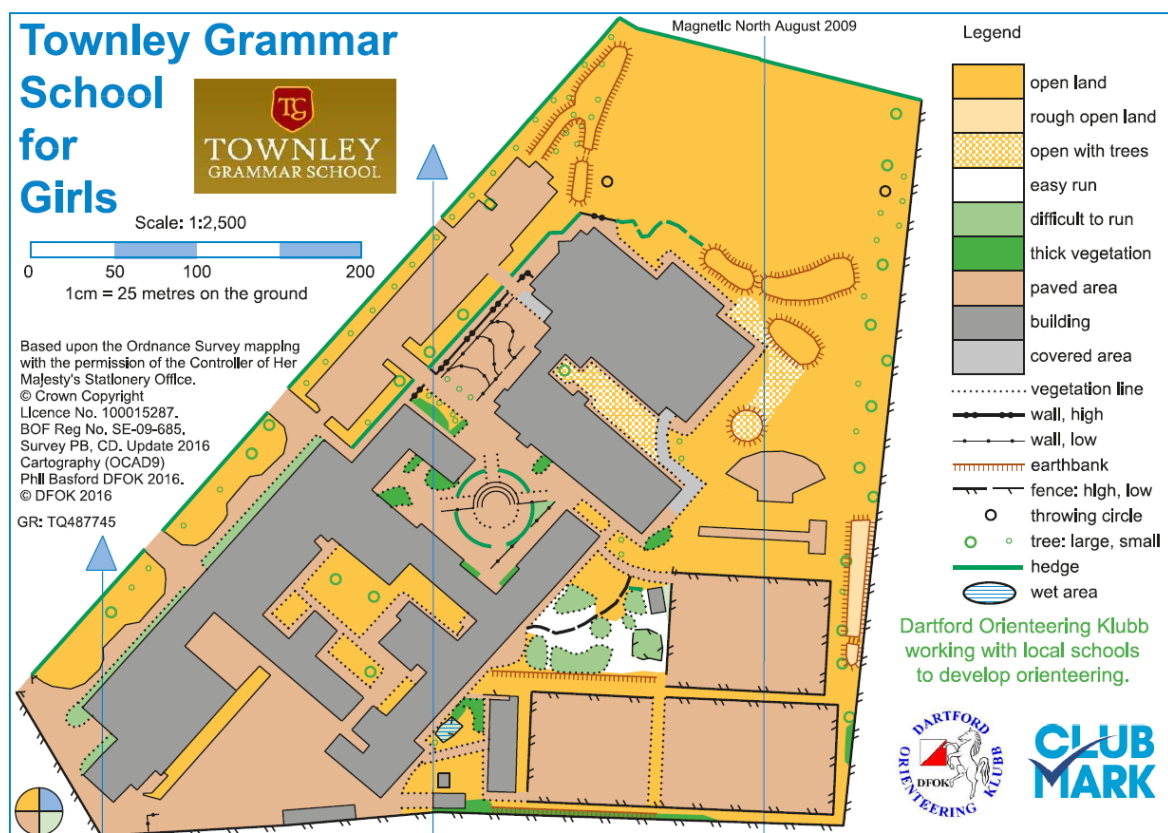 Townley Grammar
School
for
Girls
TG
TOWNLEY
GRAMMAR SCHOOL
Scale: 1:2,500
0 50 100 200
1cm = 25 metres on the ground
Based upon the Ordnance Survey mapping
with the permission of the Controller of Her
Majesty's Stationery Office.
© Crown Copyright
Licence No. 100015287.
BOF Reg No. SE-09-685.
Survey PB, CD. Update 2016
Cartography (OCAD9)
Phil Basford DFOK 2016.
© DFOK 2016
GR: TQ487745
Magnetic North August 2009
Legend
open land
rough open land
open with trees
easy run
difficult to run
thick vegetation
paved area
building
covered area
vegetation line
wall, high
wall, low
earthbank
fence: high, low
throwing circle
tree: large, small
hedge
wet area
Dartford Orienteering Klubb
working with local schools
to develop orienteering.
DARTFORD
ORIENTEERING KLUBB
DFOK
CLUB
MARK